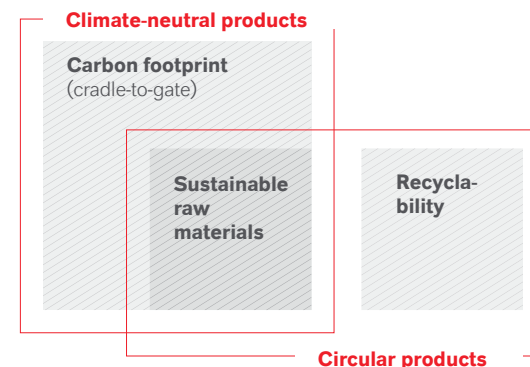 Climate-neutral products
Carbon footprint
(cradle-to-gate)
Sustainable
raw
materials
Recycla-
bility
Circular products